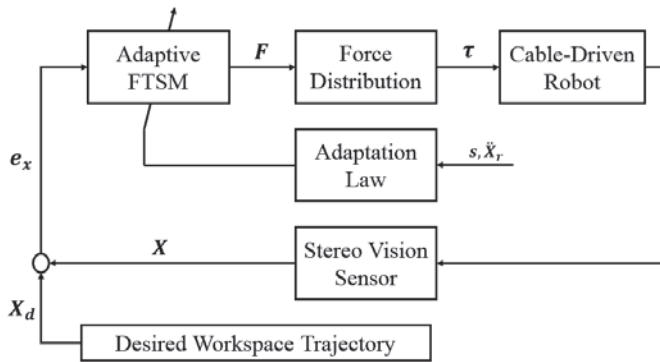 Adaptive
FTSM
F
Force
Distribution
τ
Cable-Driven
Robot
e_x
Adaptation
Law
s, Ẍ_r
X
Stereo Vision
Sensor
X_d
Desired Workspace Trajectory